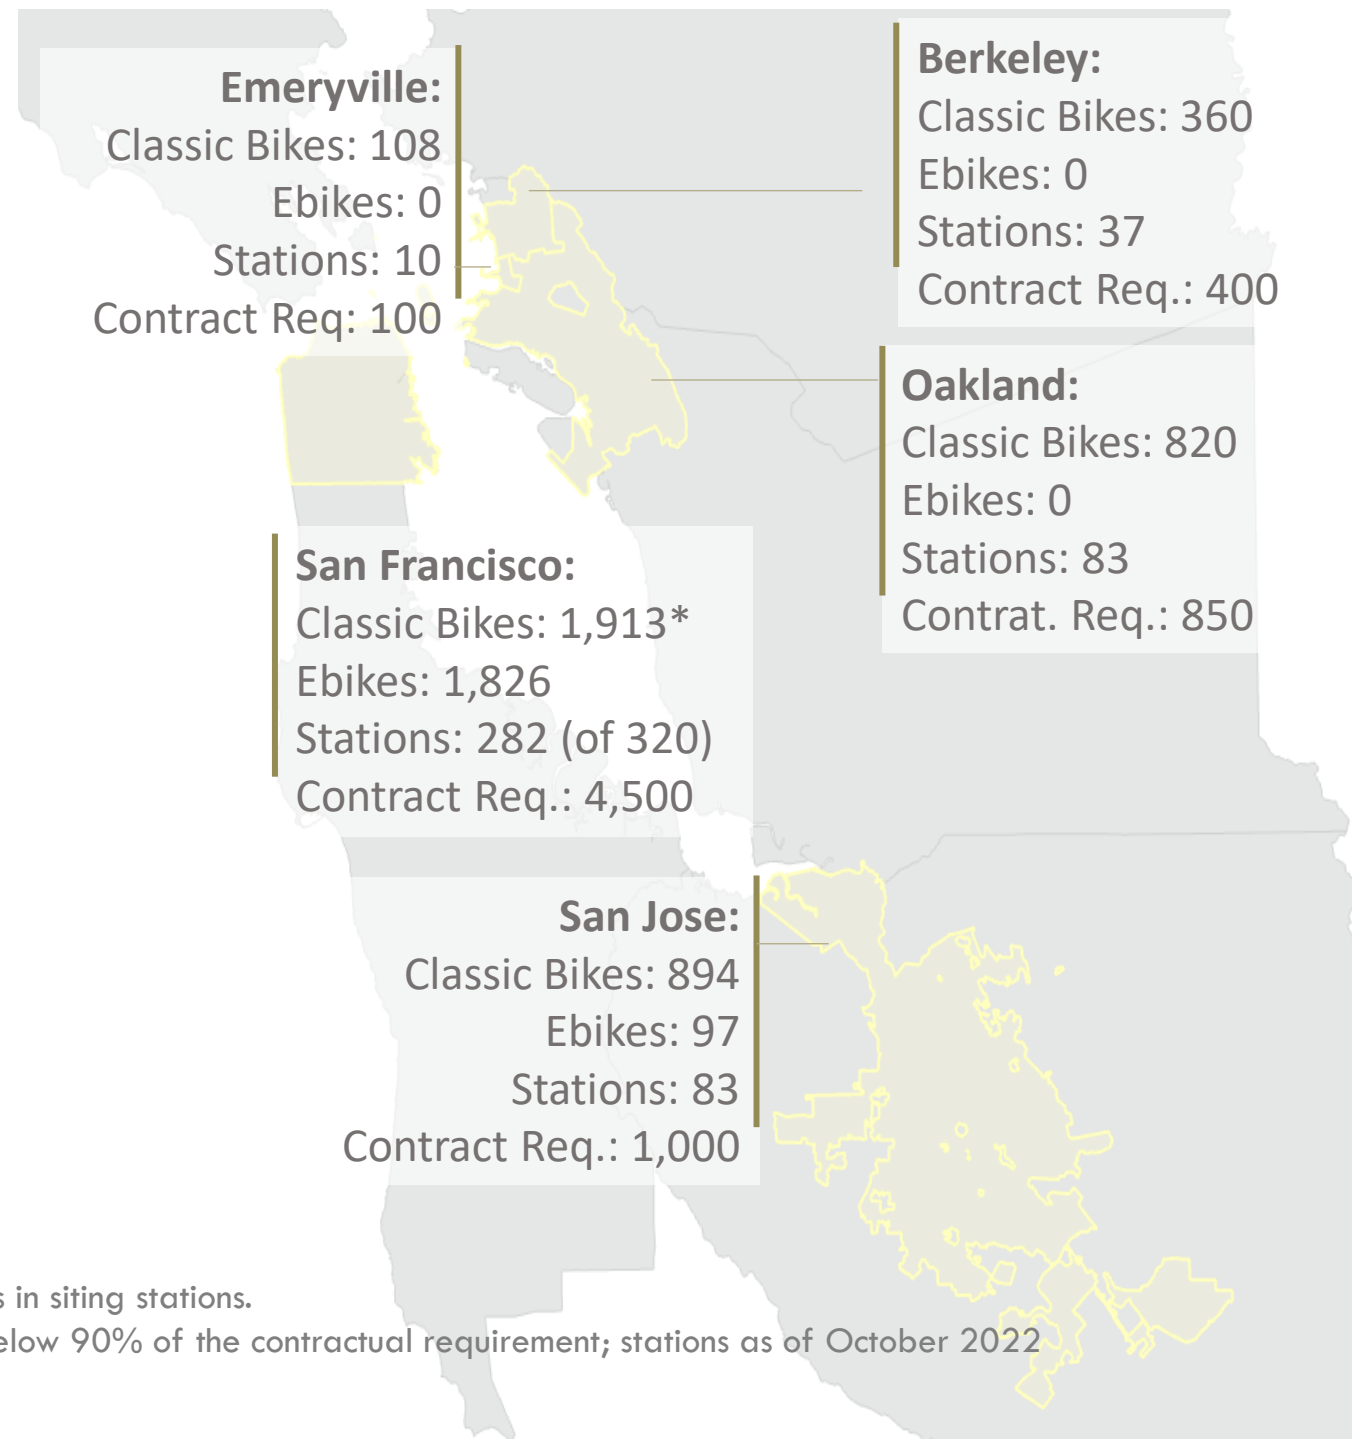 Emeryville:
Classic Bikes: 108
Ebikes: 0
Stations: 10
Contract Req: 100
Berkeley:
Classic Bikes: 360
Ebikes: 0
Stations: 37
Contract Req.: 400
Oakland:
Classic Bikes: 820
Ebikes: 0
Stations: 83
Contrat. Req.: 850
San Francisco:
Classic Bikes: 1,913*
Ebikes: 1,826
Stations: 282 (of 320)
Contract Req.: 4,500
San Jose:
Classic Bikes: 894
Ebikes: 97
Stations: 83
Contract Req.: 1,000
in siting stations.
90% of the contractual requirement; stations as of October 2022